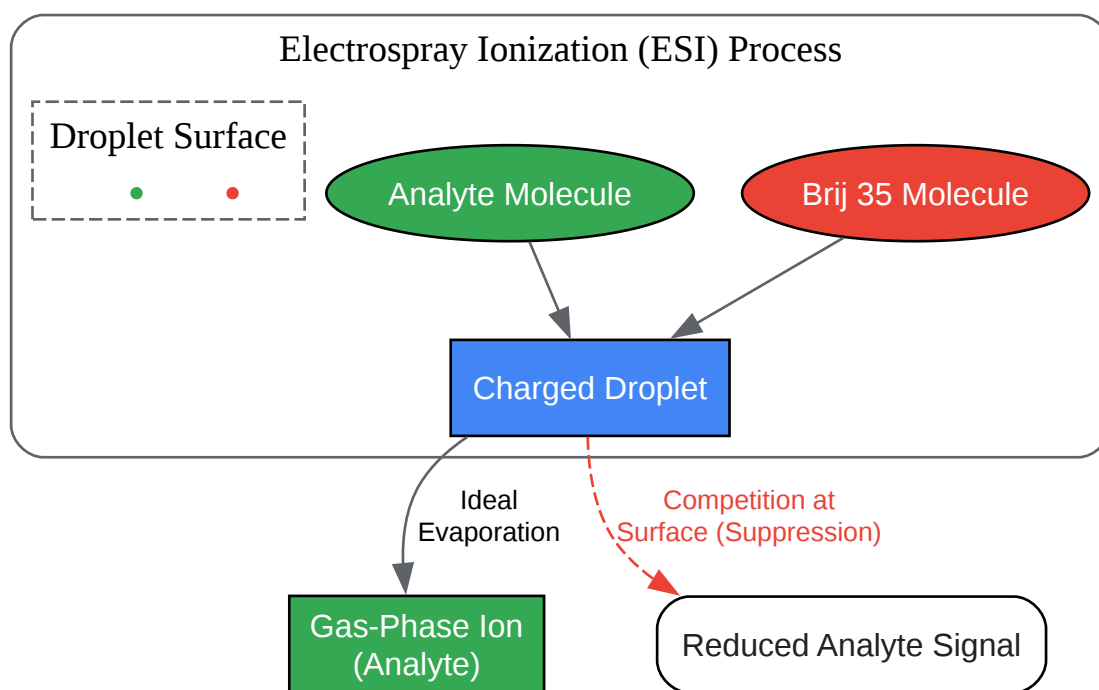 Electrospray Ionization (ESI) Process
Droplet Surface
Analyte Molecule
Brij 35 Molecule
Charged Droplet
Ideal
Evaporation
Competition at
Surface (Suppression)
Gas-Phase Ion
(Analyte)
Reduced Analyte Signal